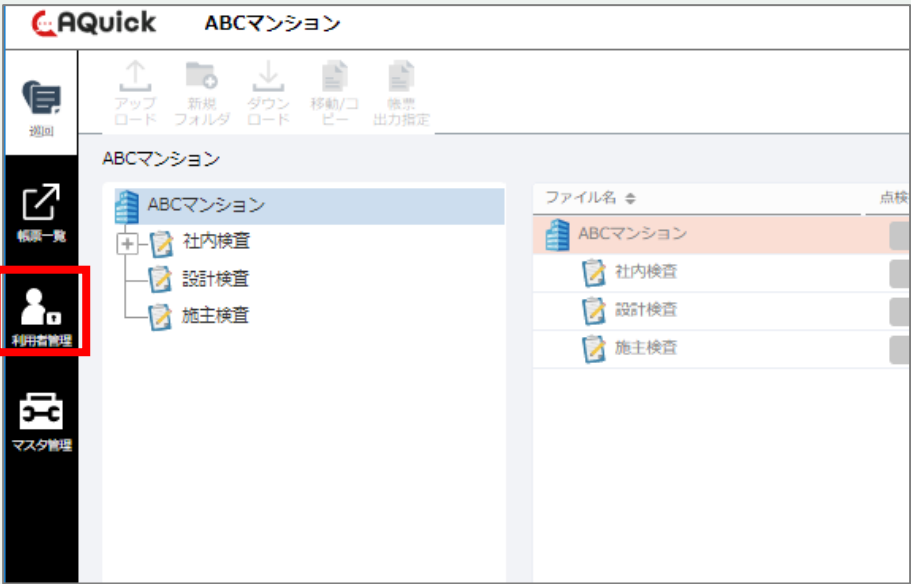 AQuick ABCマンション
巡回
アップ
ロード
新規
フォルダ
ダウン
ロード
移動/コ
ピー
帳票
出力指定
帳票一覧
利用者管理
マスタ管理
ABCマンション
ABCマンション
社内検査
設計検査
施主検査
ファイル名 点検
ABCマンション
社内検査
設計検査
施主検査